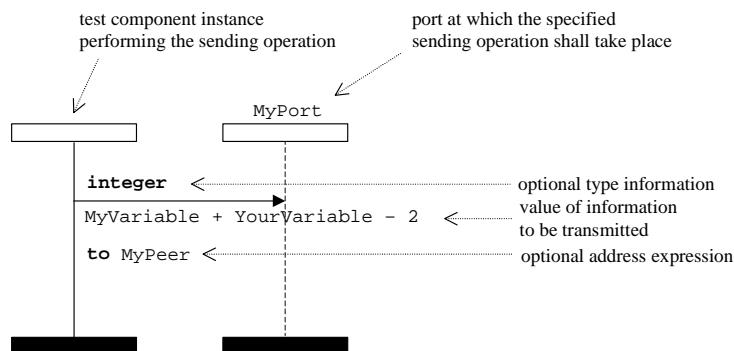 test component instance
performing the sending operation
port at which the specified
sending operation shall take place
MyPort
integer
optional type information
MyVariable + YourVariable – 2
value of information
to be transmitted
to MyPeer
optional address expression